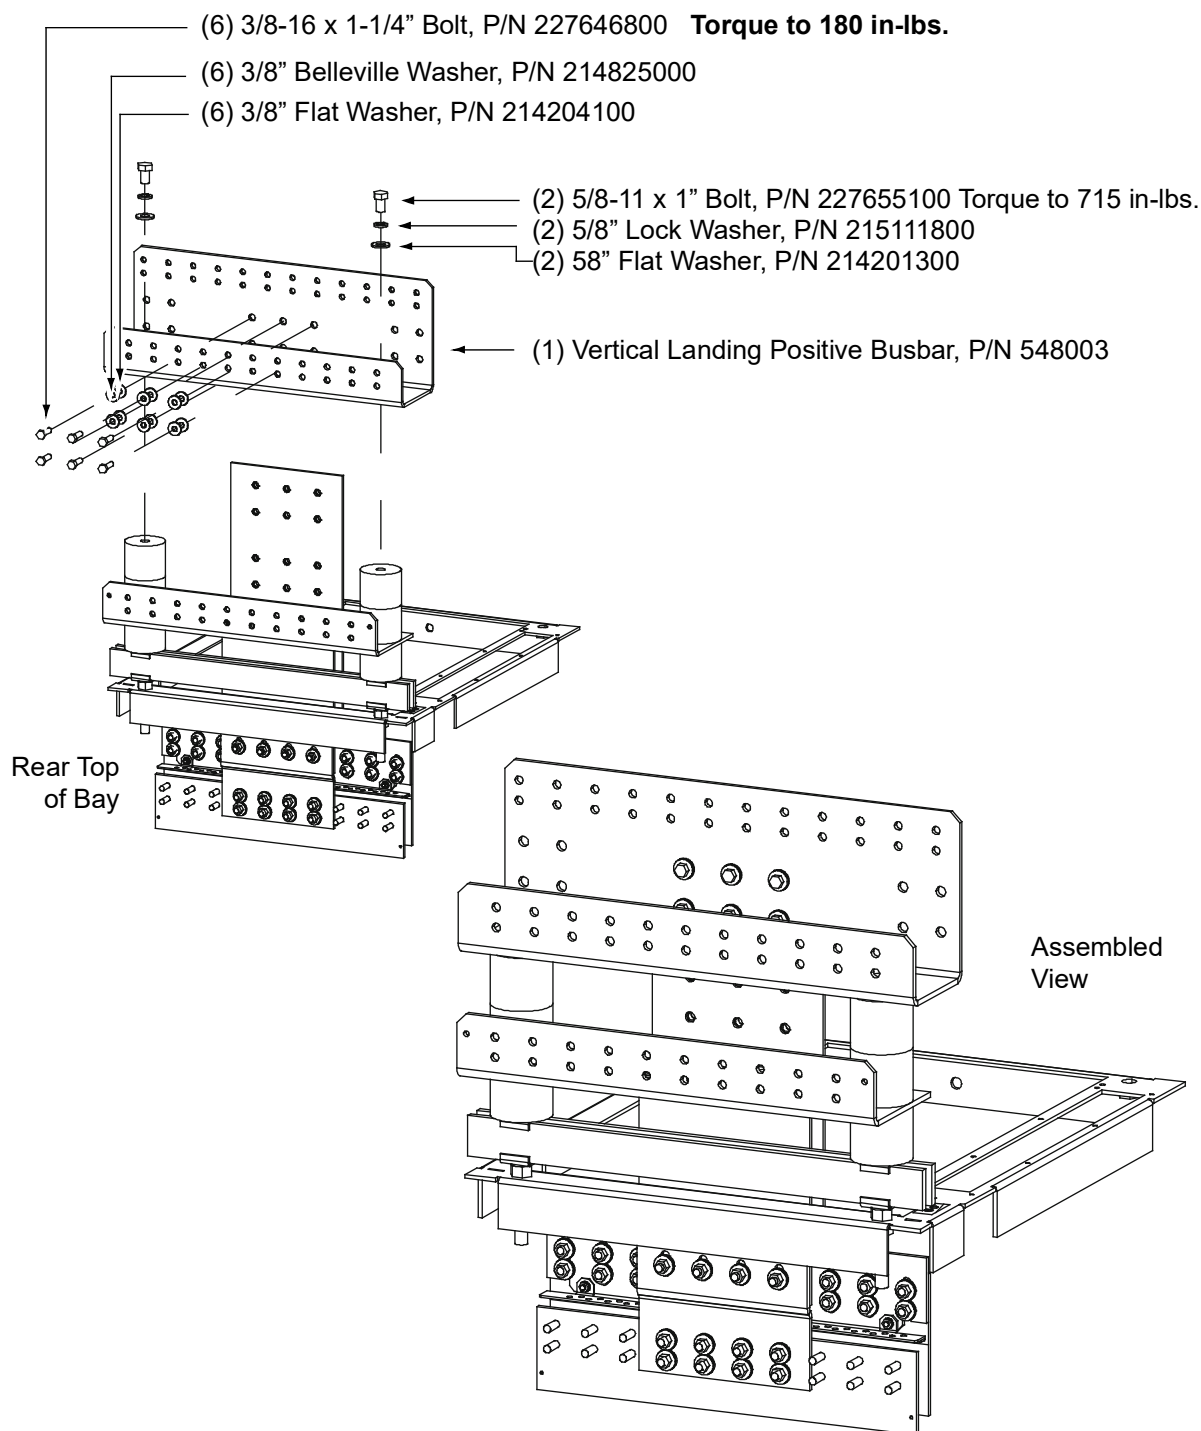 (6) 3/8-16 x 1-1/4” Bolt, P/N 227646800 Torque to 180 in-lbs.
(6) 3/8” Belleville Washer, P/N 214825000
(6) 3/8” Flat Washer, P/N 214204100
(2) 5/8-11 x 1” Bolt, P/N 227655100 Torque to 715 in-lbs.
(2) 5/8” Lock Washer, P/N 215111800
(2) 58” Flat Washer, P/N 214201300
(1) Vertical Landing Positive Busbar, P/N 548003
Rear Top
of Bay
Assembled
View